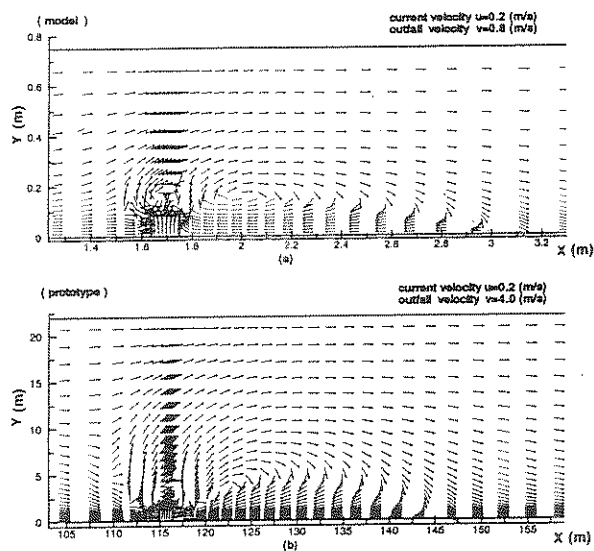 ( model )
current velocity u=0.2 (m/s)
outfall velocity v=0.8 (m/s)
0.8
0.6
0.4
0.2
0
Y (m)
1.4 1.6 1.8 2 2.2 2.4 2.6 2.8 3 3.2 X (m)
(a)
( prototype )
current velocity u=0.2 (m/s)
outfall velocity v=4.0 (m/s)
20
15
10
5
0
Y (m)
105 110 115 120 125 130 135 140 145 150 155 X (m)
(b)